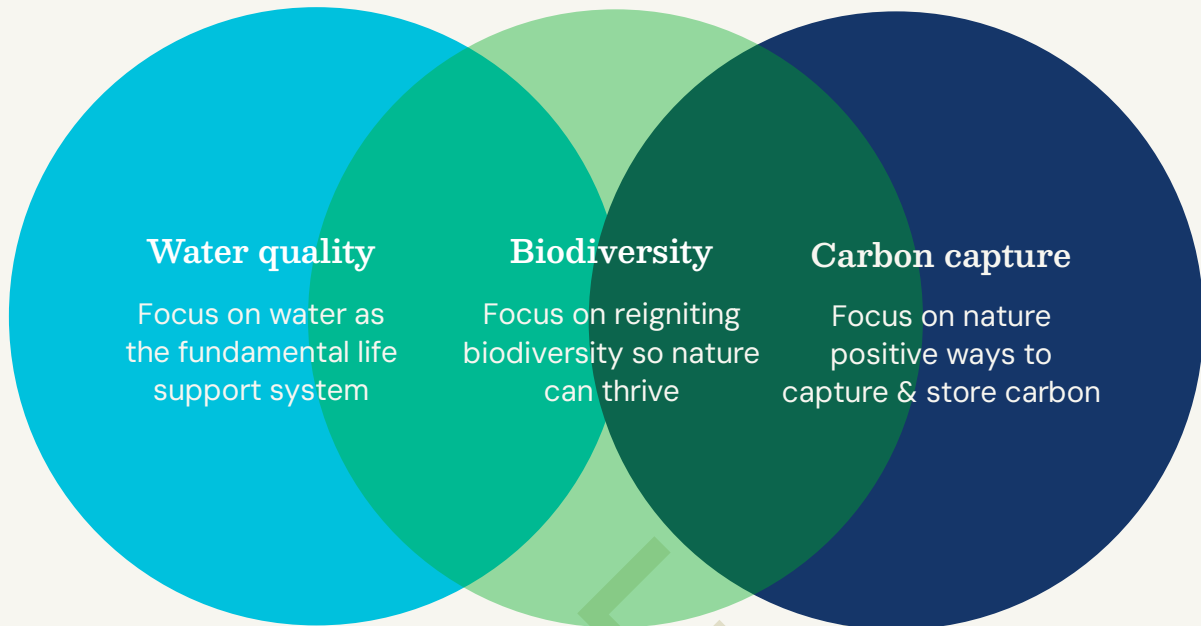 Water quality
Focus on water as
the fundamental life
support system
Biodiversity
Focus on reigniting
biodiversity so nature
can thrive
Carbon capture
Focus on nature
positive ways to
capture & store carbon